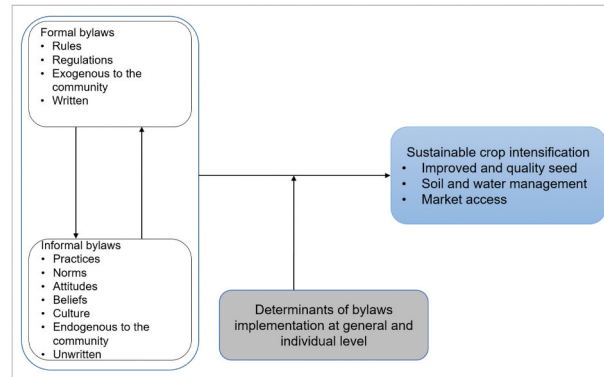 Formal bylaws
• Rules
• Regulations
• Exogenous to the
community
• Written
Informal bylaws
• Practices
• Norms
• Attitudes
• Beliefs
• Culture
• Endogenous to the
community
• Unwritten
Sustainable crop intensification
• Improved and quality seed
• Soil and water management
• Market access
Determinants of bylaws
implementation at general and
individual level